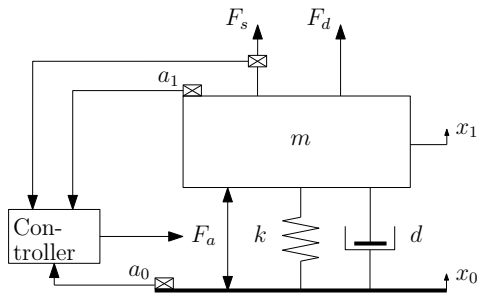 F_s
F_d
a_1
m
x_1
Con-
troller
F_a
k
d
a_0
x_0